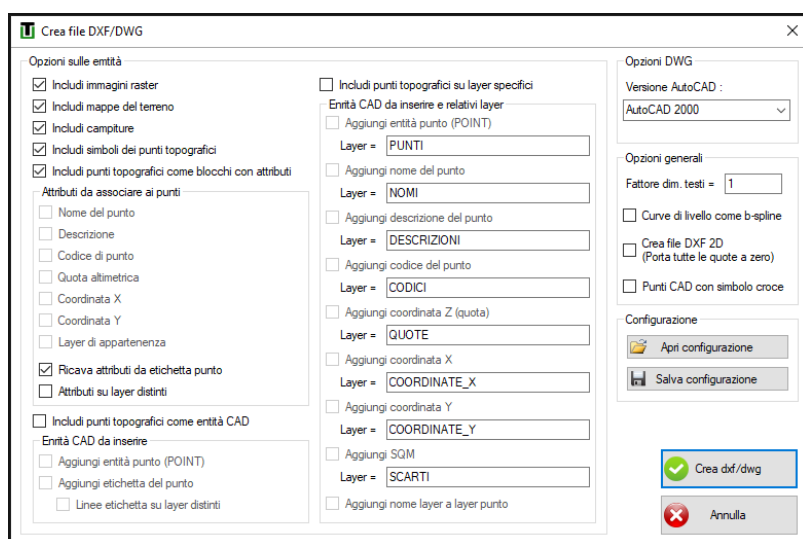 Crea file DXF/DWG
Opzioni sulle emtità
Includi immagini raster
Includi mappe del terreno
Includi campiture
Includi simboli dei punti topografici
Includi punti topografici come blocchi con attributi
Attributi da associare ai punti
Nome del punto
Descrizione
Codice di punto
Quota altimetrica
Coordinata X
Coordinata Y
Layer di appartenenza
Ricava attributi da etichetta punto
Attributi su layer distinti
Includi punti topografici come entità CAD
Enrità CAD da inserire
Aggiungi entità punto (POINT)
Aggiungi etichetta del punto
Linee etichetta su layer distinti
Includi punti topografici su layer specifici
Enrità CAD da inserire e relativi layer
Aggiungi entità punto (POINT)
Layer = PUNTI
Aggiungi nome del punto
Layer = NOMI
Aggiungi descrizione del punto
Layer = DESCRIZIONI
Aggiungi codice del punto
Layer = CODICI
Aggiungi coordinata Z (quota)
Layer = QUOTE
Aggiungi coordinata X
Layer = COORDINATE_X
Aggiungi coordinata Y
Layer = COORDINATE_Y
Aggiungi SQM
Layer = SCARTI
Aggiungi nome layer a layer punto
Opzioni DWG
Versione AutoCAD :
AutoCAD 2000
Opzioni generali
Fattore dim. testi = 1
Curve di livello come b-spline
Crea file DXF 2D
(Porta tutte le quote a zero)
Punti CAD con simbolo croce
Configurazione
Apri configurazione
Salva configurazione
Crea dxf/dwg
Annulla